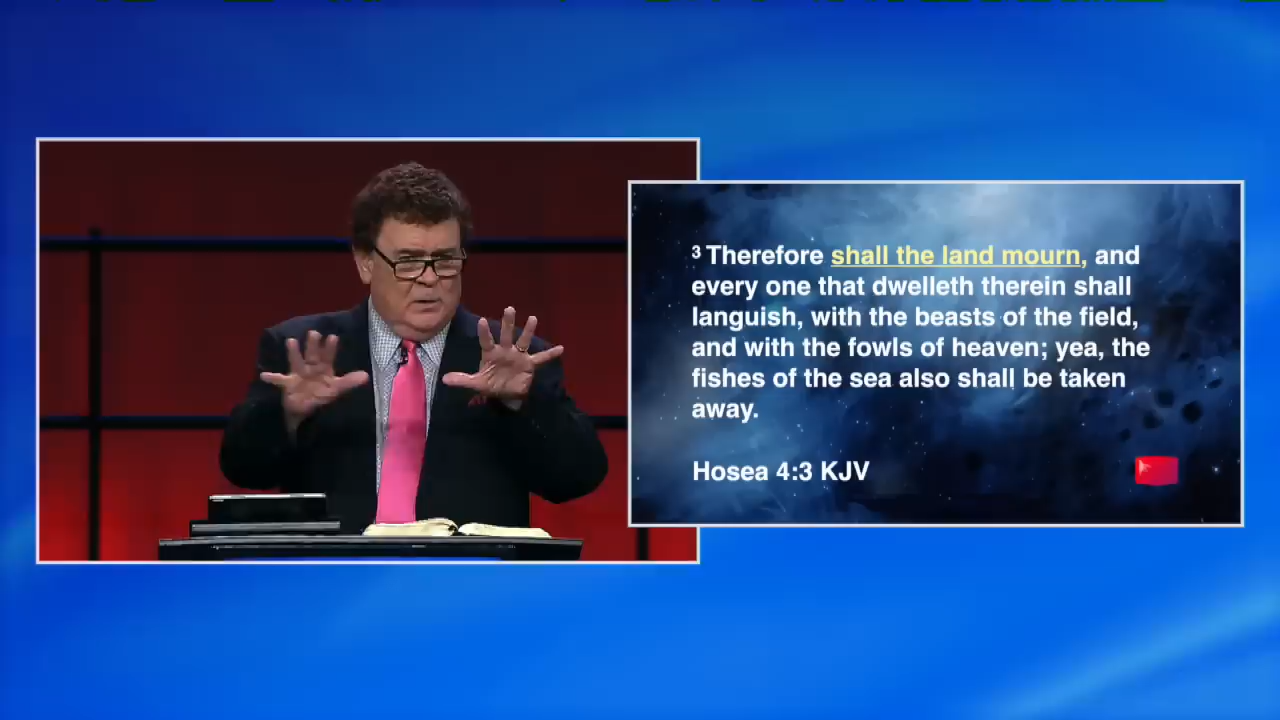 ³ Therefore shall the land mourn, and
every one that dwelleth therein shall
languish, with the beasts of the field,
and with the fowls of heaven; yea, the
fishes of the sea also shall be taken
away.
Hosea 4:3 KJV